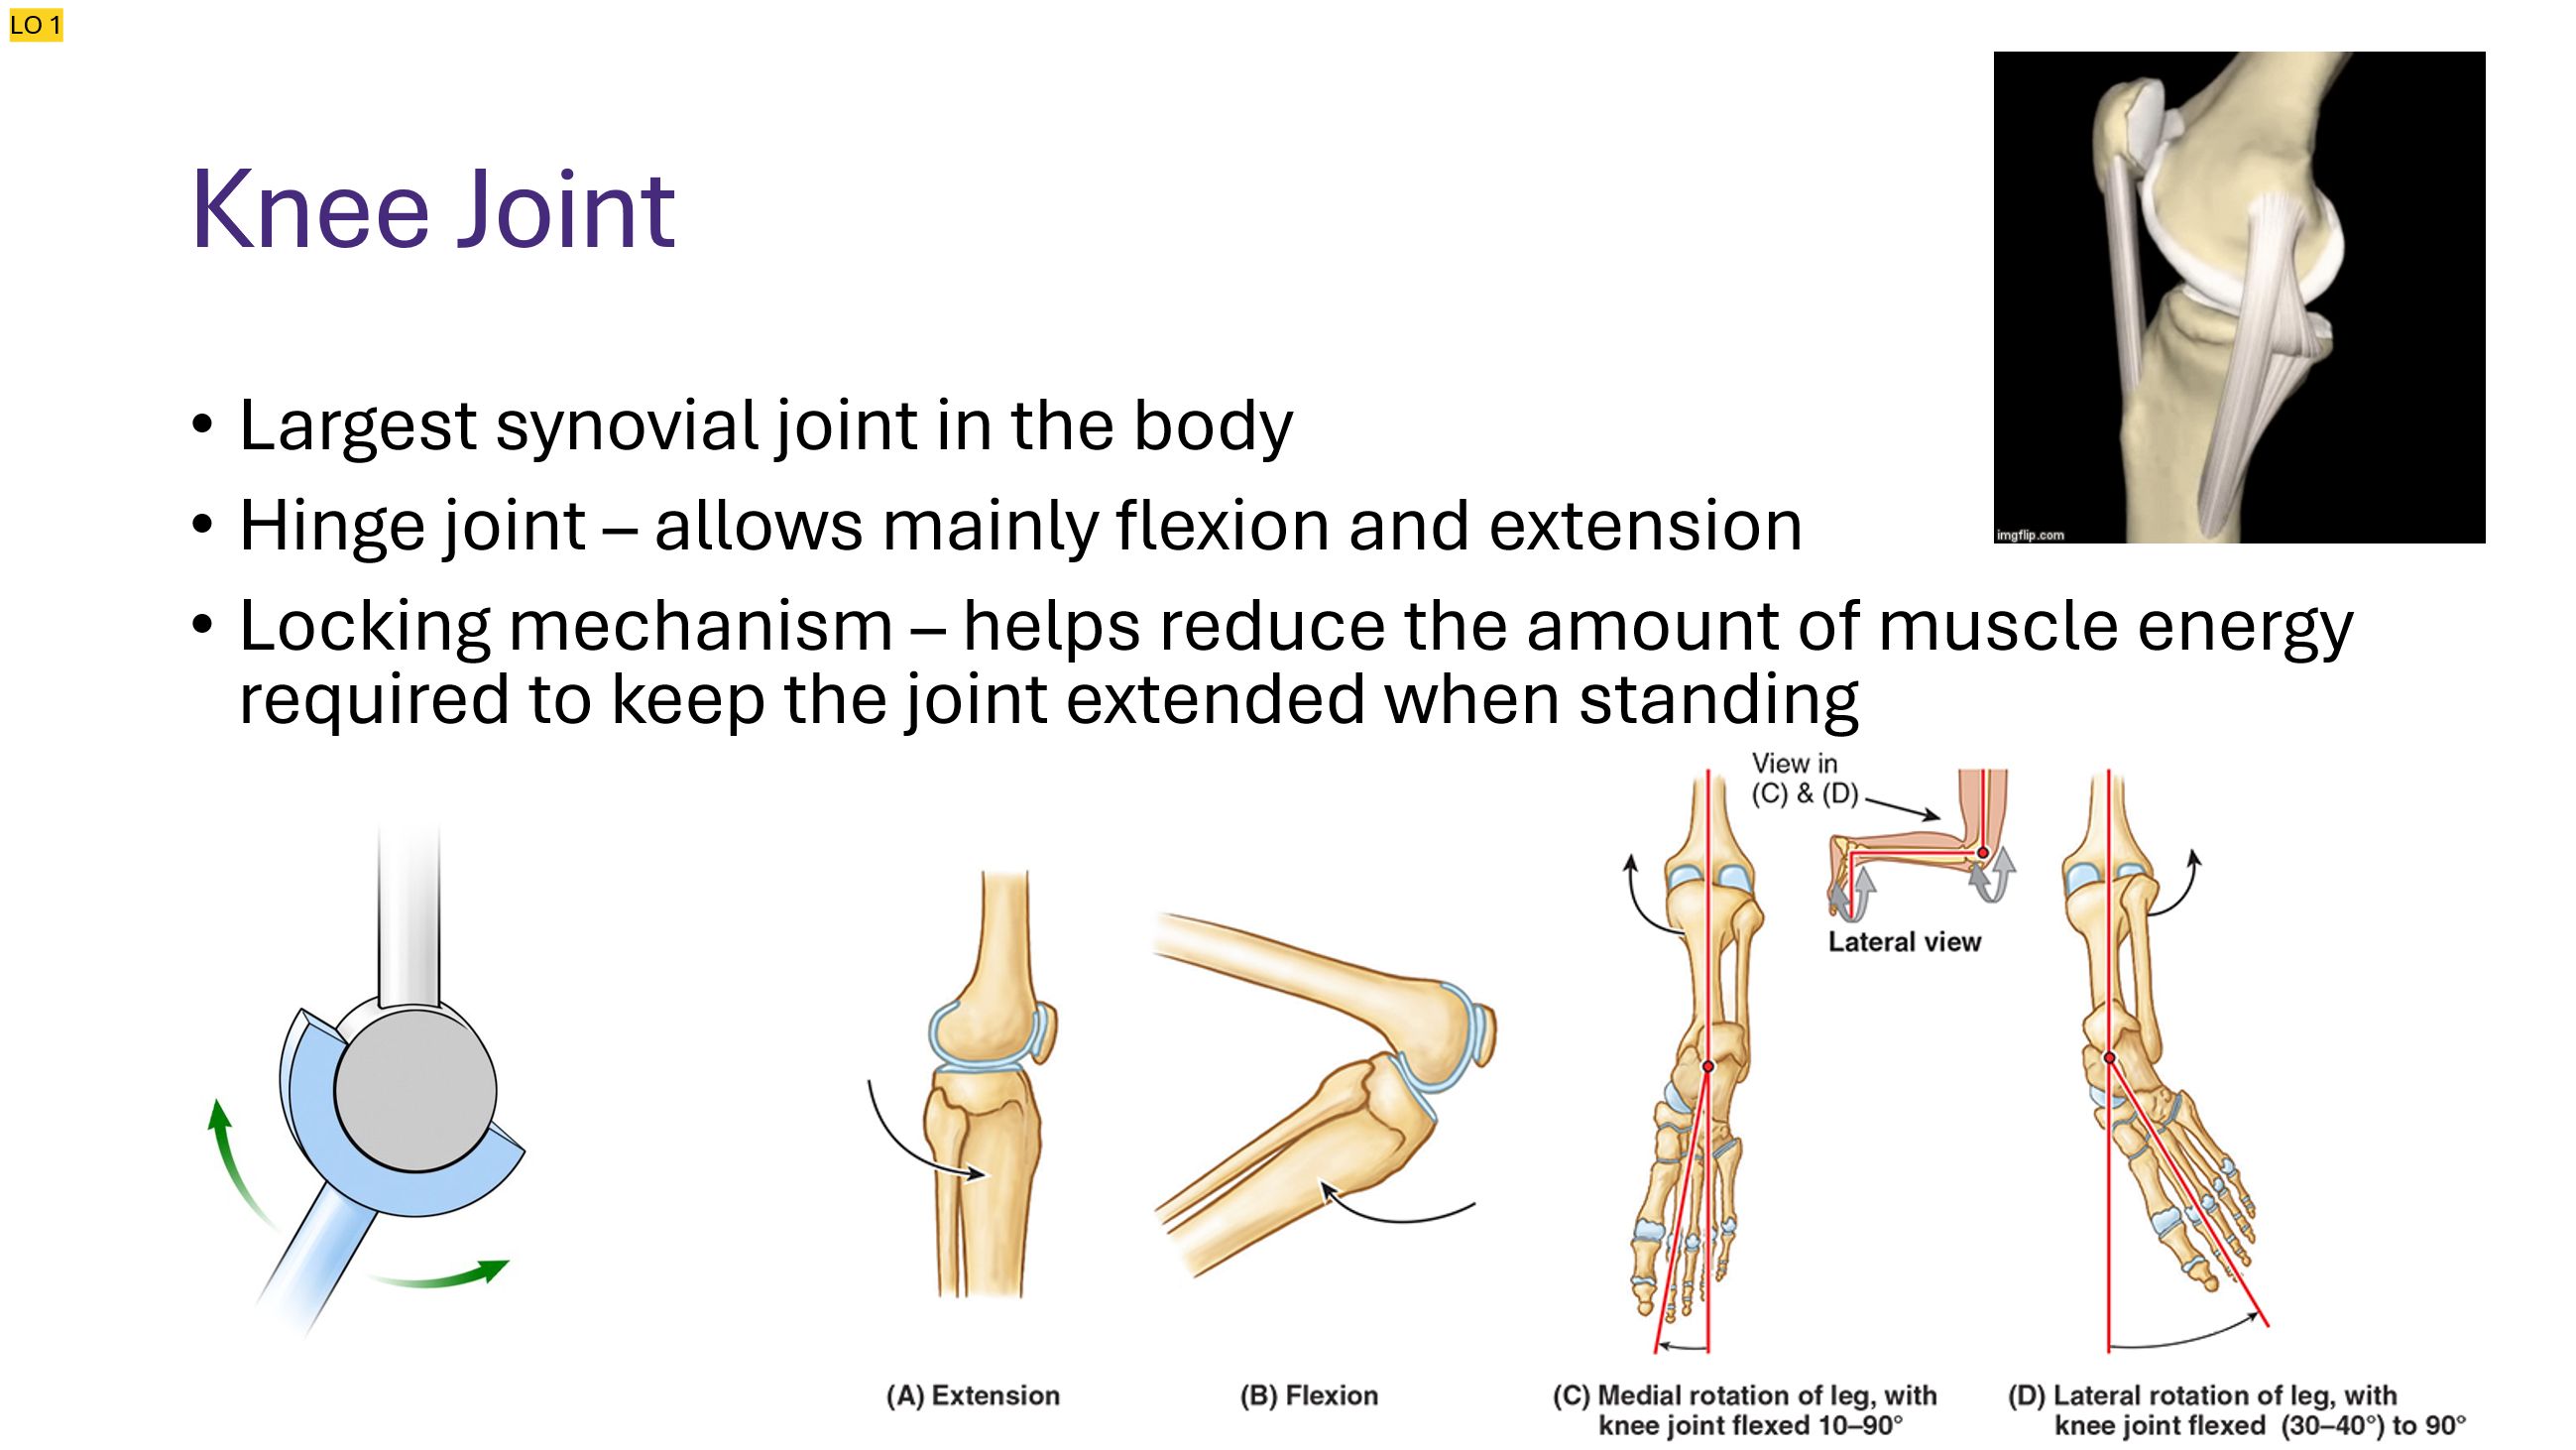 LO 1
Knee Joint
• Largest synovial joint in the body
• Hinge joint – allows mainly flexion and extension
imgflip.com
• Locking mechanism – helps reduce the amount of muscle energy
required to keep the joint extended when standing
View in
(C) & (D)
Lateral view
(A) Extension
(B) Flexion
(C) Medial rotation of leg, with
knee joint flexed 10–90°
(D) Lateral rotation of leg, with
knee joint flexed (30–40°) to 90°